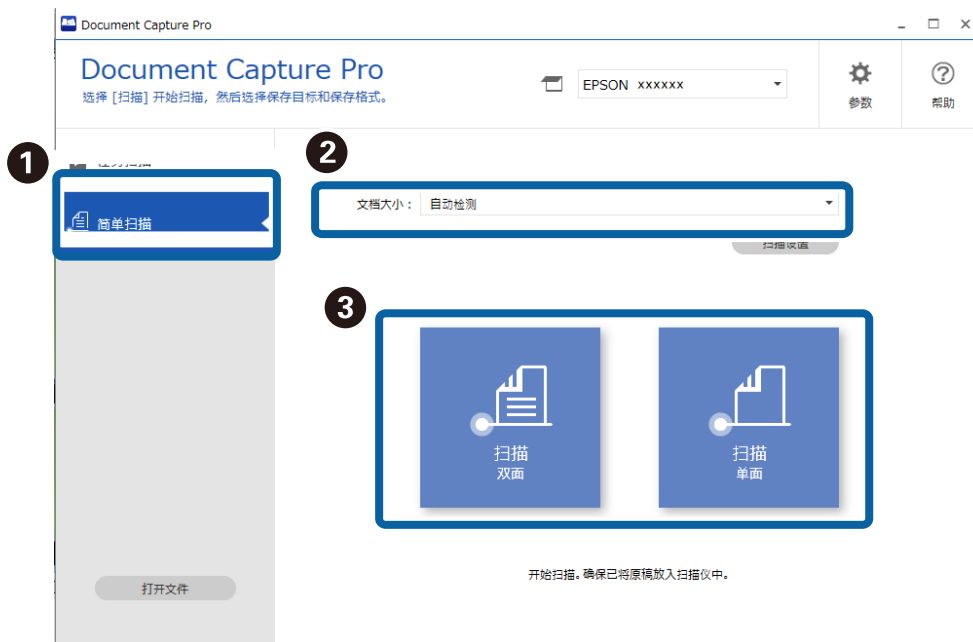 Document Capture Pro
Document Capture Pro
选择 [扫描] 开始扫描，然后选择保存目标和保存格式。
EPSON xxxxxx
参数
帮助
1
2
简单扫描
文档大小： 自动检测
扫描设置
3
扫描
双面
扫描
单面
开始扫描。确保已将原稿放入扫描仪中。
打开文件